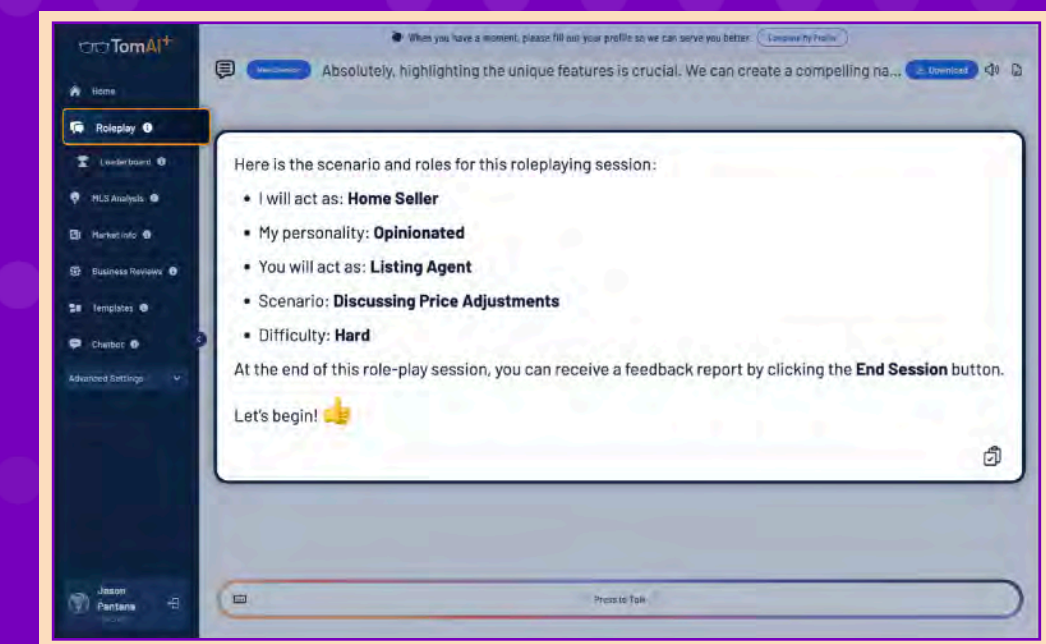 TomAI+
When you have a moment, please fill out your profile so we can serve you better.
Complete My Profile
Absolutely, highlighting the unique features is crucial. We can create a compelling na...
Download
Home
Roleplay
Leaderboard
MLS Analysis
Market Info
Business Reviews
Templates
Chatbot
Advanced Settings
Here is the scenario and roles for this roleplaying session:
• I will act as: Home Seller
• My personality: Opinionated
• You will act as: Listing Agent
• Scenario: Discussing Price Adjustments
• Difficulty: Hard
At the end of this role-play session, you can receive a feedback report by clicking the End Session button.
Let's begin! 👍
Jason
Pantana
Press to Talk